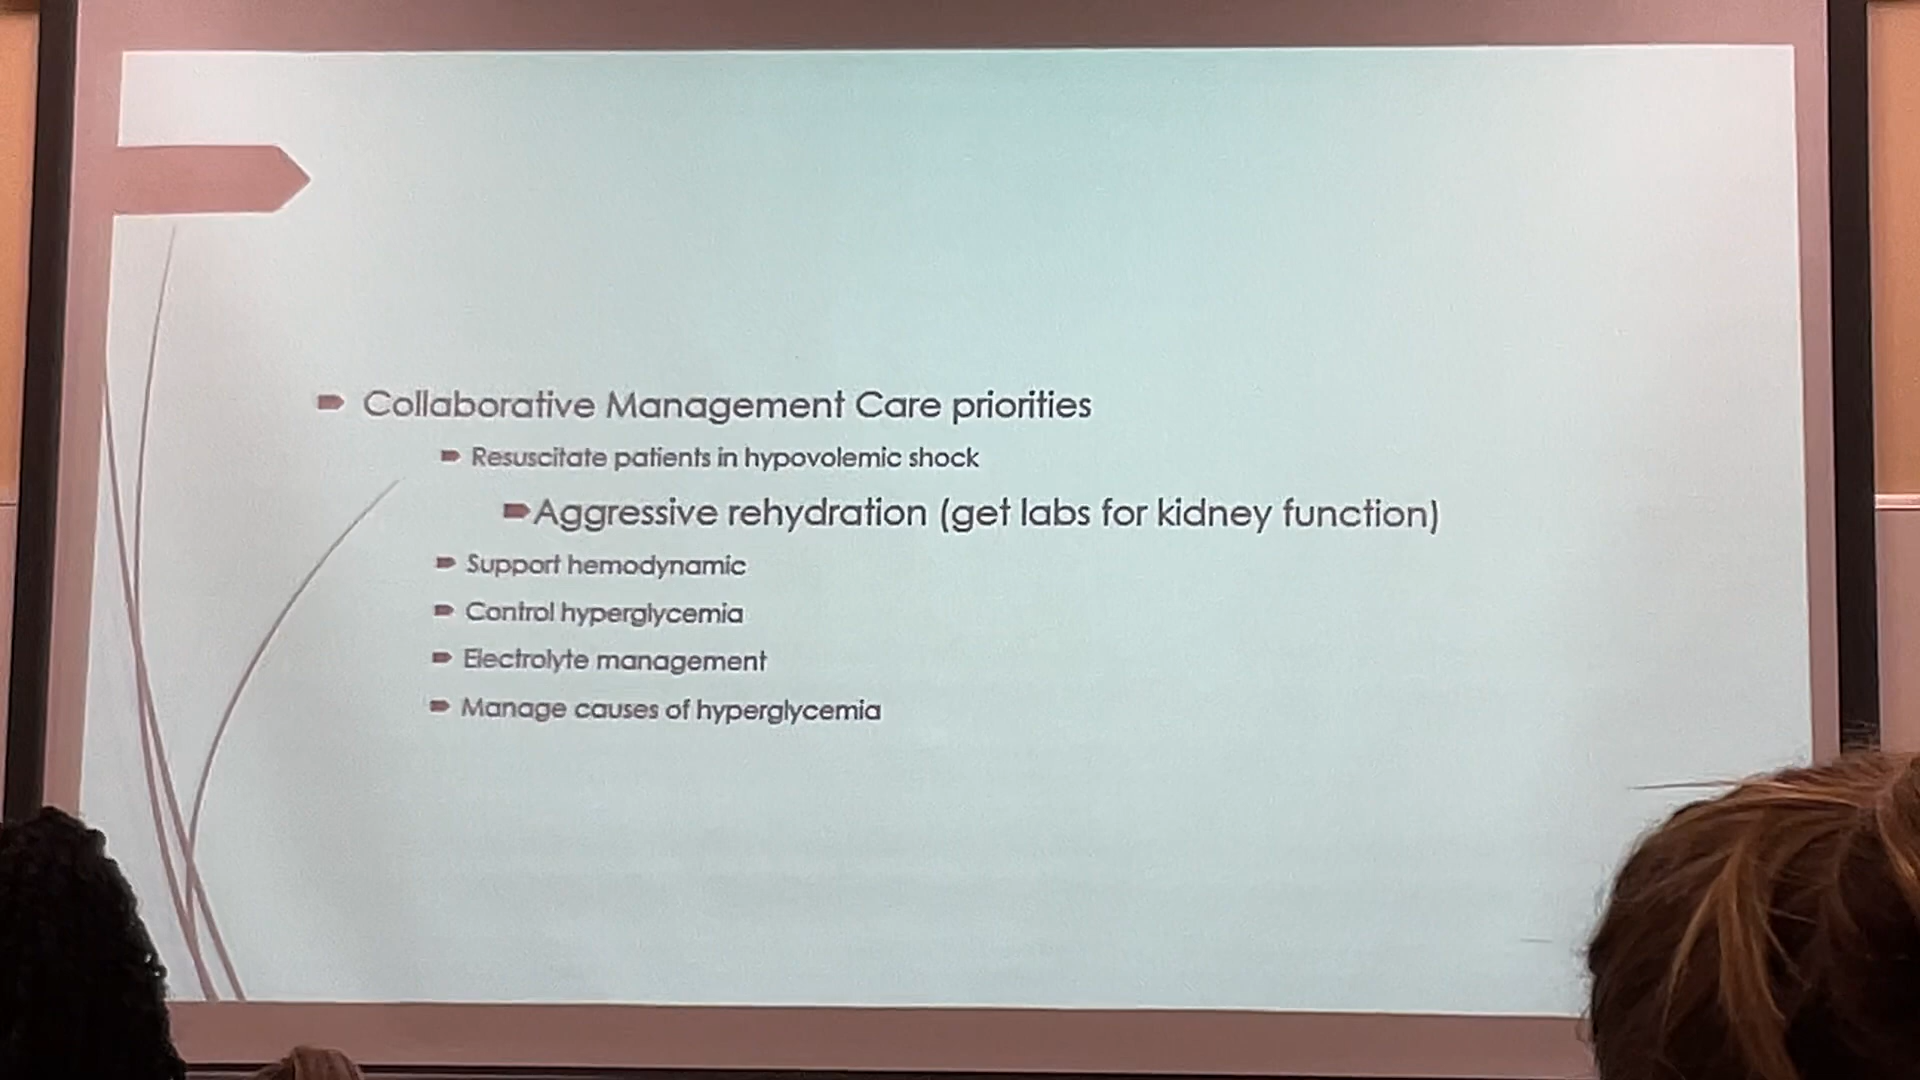 Collaborative Management Care priorities
Resuscitate patients in hypovolemic shock
Aggressive rehydration (get labs for kidney function)
Support hemodynamic
Control hyperglycemia
Electrolyte management
Manage causes of hyperglycemia